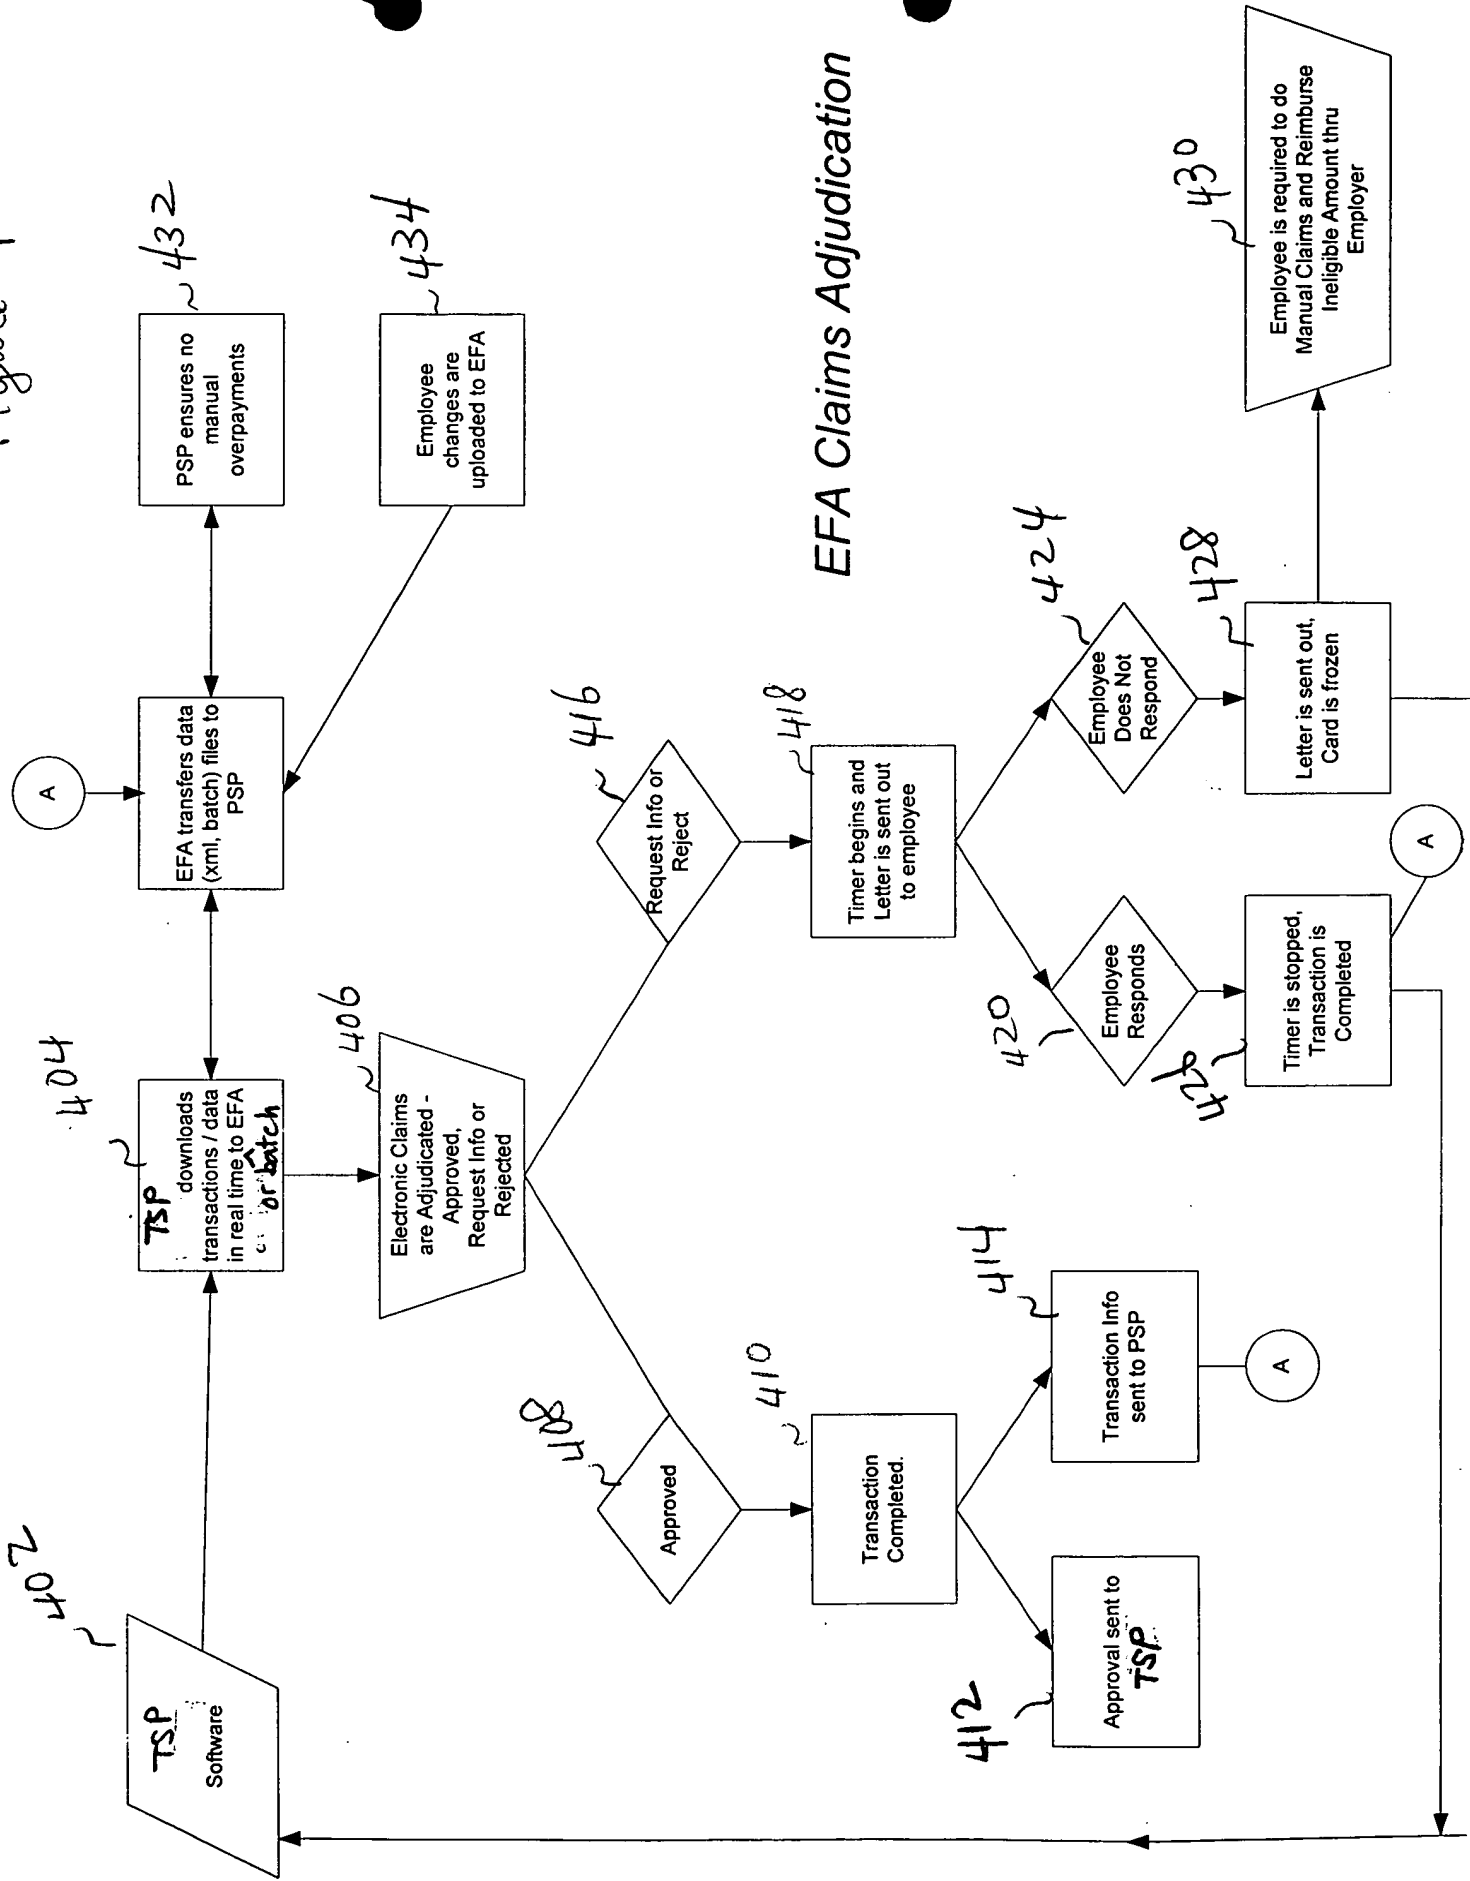 Figure 4
402
TSP
Software
404
TSP
downloads
transactions / data
in real time to EFA
or batch
A
EFA transfers data
(xml, batch) files to
PSP
PSP ensures no
manual
overpayments
432
Employee
changes are
uploaded to EFA
434
406
Electronic Claims
are Adjudicated -
Approved,
Request Info or
Rejected
408
Approved
416
Request Info or
Reject
410
Transaction
Completed.
418
Timer begins and
Letter is sent out
to employee
EFA Claims Adjudication
412
Approval sent to
TSP
414
Transaction Info
sent to PSP
A
420
Employee
Responds
424
Employee
Does Not
Respond
426
Timer is stopped,
Transaction is
Completed
A
428
Letter is sent out,
Card is frozen
430
Employee is required to do
Manual Claims and Reimburse
Ineligible Amount thru
Employer